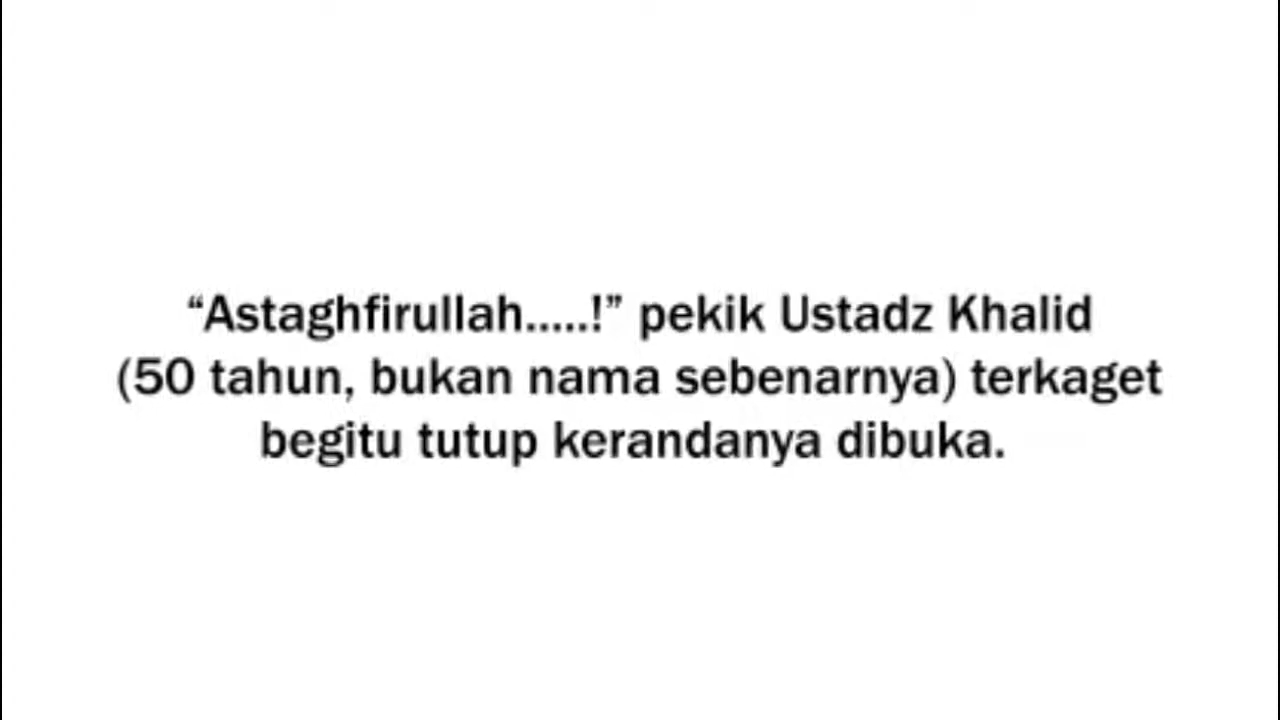 “Astaghfirullah.....!” pekik Ustadz Khalid
(50 tahun, bukan nama sebenarnya) terkaget
begitu tutup kerandanya dibuka.